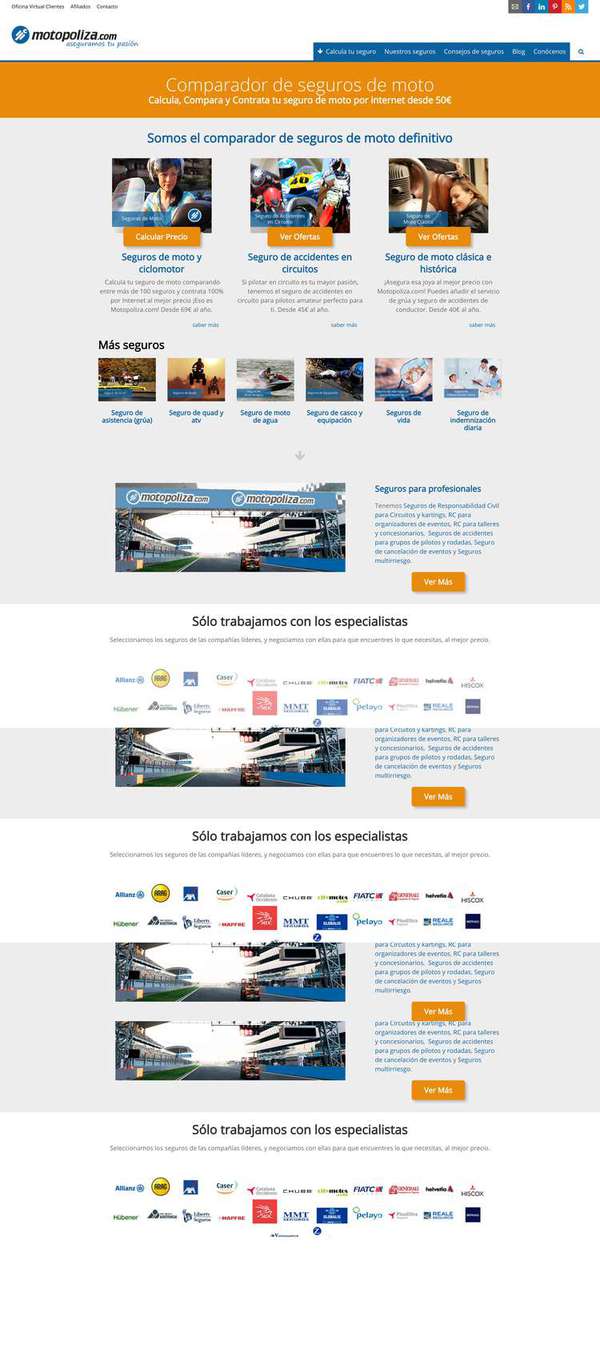 Oficina Virtual Clientes Afiliados Contacto
motopoliza.com
aseguramos tu pasión
Calcula tu seguro Nuestros seguros Consejos de seguros Blog Conócenos
Comparador de seguros de moto
Calcula, Compara y Contrata tu seguro de moto por internet desde 50€
Somos el comparador de seguros de moto definitivo
Seguros de Moto
Seguro de Accidentes
en Circuito
Seguro de
Moto Clásica
Calcular Precio
Ver Ofertas
Ver Ofertas
Seguros de moto y
ciclomotor
Calcula tu seguro de moto comparando
entre más de 100 seguros y contrata 100%
por Internet al mejor precio ¡Eso es
Motopoliza.com! Desde 69€ al año.
saber más
Seguro de accidentes en
circuitos
Si pilotar en circuito es tu mayor pasión,
tenemos el seguro de accidentes en
circuito para pilotos amateur perfecto para
ti. Desde 45€ al año.
saber más
Seguro de moto clásica e
histórica
¡Asegura esa joya al mejor precio con
Motopoliza.com! Puedes añadir el servicio
de grúa y seguro de accidentes de
conductor. Desde 40€ al año.
saber más
Más seguros
Seguro de
asistencia (grúa)
Seguro de quad y
atv
Seguro de moto
de agua
Seguro de casco y
equipación
Seguros de
vida
Seguro de
indemnización
diaria
motopoliza.com motopoliza.com
Seguros para profesionales
Tenemos Seguros de Responsabilidad Civil
para Circuitos y kartings, RC para
organizadores de eventos, RC para talleres
y concesionarios, Seguros de accidentes
para grupos de pilotos y rodadas, Seguro
de cancelación de eventos y Seguros
multirriesgo.
Ver Más
Sólo trabajamos con los especialistas
Seleccionamos los seguros de las compañías líderes, y negociamos con ellas para que encuentres lo que necesitas, al mejor precio.
Allianz ARAG AXA Caser Catalana Occidente CHUBB citymotos FIATC GENERALI helvetia HISCOX
Hübener Liberty Seguros MAPFRE MMT SEGUROS GLOBALIS pelayo PlusUltra REALE SEGUROS
para Circuitos y kartings, RC para
organizadores de eventos, RC para talleres
y concesionarios, Seguros de accidentes
para grupos de pilotos y rodadas, Seguro
de cancelación de eventos y Seguros
multirriesgo.
Ver Más
Sólo trabajamos con los especialistas
Seleccionamos los seguros de las compañías líderes, y negociamos con ellas para que encuentres lo que necesitas, al mejor precio.
Allianz ARAG AXA Caser Catalana Occidente CHUBB citymotos FIATC GENERALI helvetia HISCOX
Hübener Liberty Seguros MAPFRE MMT SEGUROS GLOBALIS pelayo PlusUltra REALE SEGUROS
para Circuitos y kartings, RC para
organizadores de eventos, RC para talleres
y concesionarios, Seguros de accidentes
para grupos de pilotos y rodadas, Seguro
de cancelación de eventos y Seguros
multirriesgo.
Ver Más
para Circuitos y kartings, RC para
organizadores de eventos, RC para talleres
y concesionarios, Seguros de accidentes
para grupos de pilotos y rodadas, Seguro
de cancelación de eventos y Seguros
multirriesgo.
Ver Más
Sólo trabajamos con los especialistas
Seleccionamos los seguros de las compañías líderes, y negociamos con ellas para que encuentres lo que necesitas, al mejor precio.
Allianz ARAG AXA Caser Catalana Occidente CHUBB citymotos FIATC GENERALI helvetia HISCOX
Hübener Liberty Seguros MAPFRE MMT SEGUROS GLOBALIS pelayo PlusUltra REALE SEGUROS